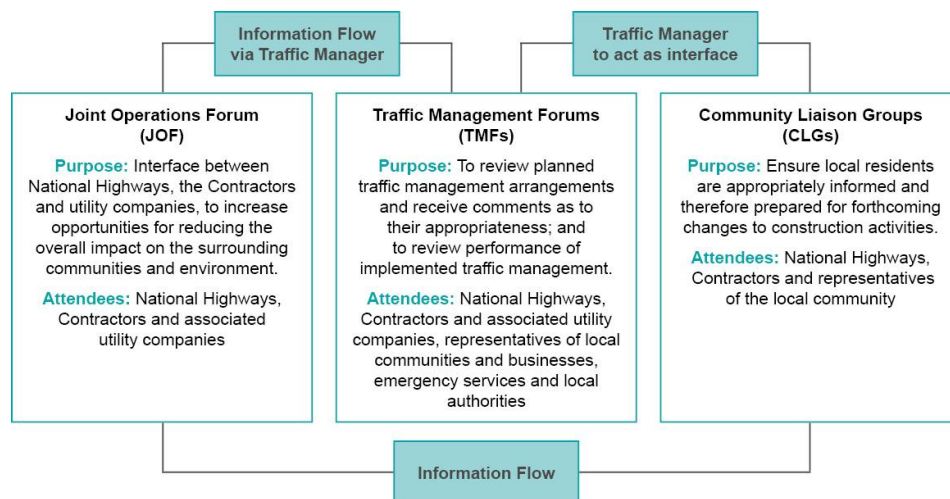 Information Flow
via Traffic Manager
Traffic Manager
to act as interface
Joint Operations Forum
(JOF)
Purpose: Interface between
National Highways, the Contractors
and utility companies, to increase
opportunities for reducing the
overall impact on the surrounding
communities and environment.
Attendees: National Highways,
Contractors and associated
utility companies
Traffic Management Forums
(TMFs)
Purpose: To review planned
traffic management arrangements
and receive comments as to
their appropriateness; and
to review performance of
implemented traffic management.
Attendees: National Highways,
Contractors and associated utility
companies, representatives of local
communities and businesses,
emergency services and local
authorities
Community Liaison Groups
(CLGs)
Purpose: Ensure local residents
are appropriately informed and
therefore prepared for forthcoming
changes to construction activities.
Attendees: National Highways,
Contractors and representatives
of the local community
Information Flow